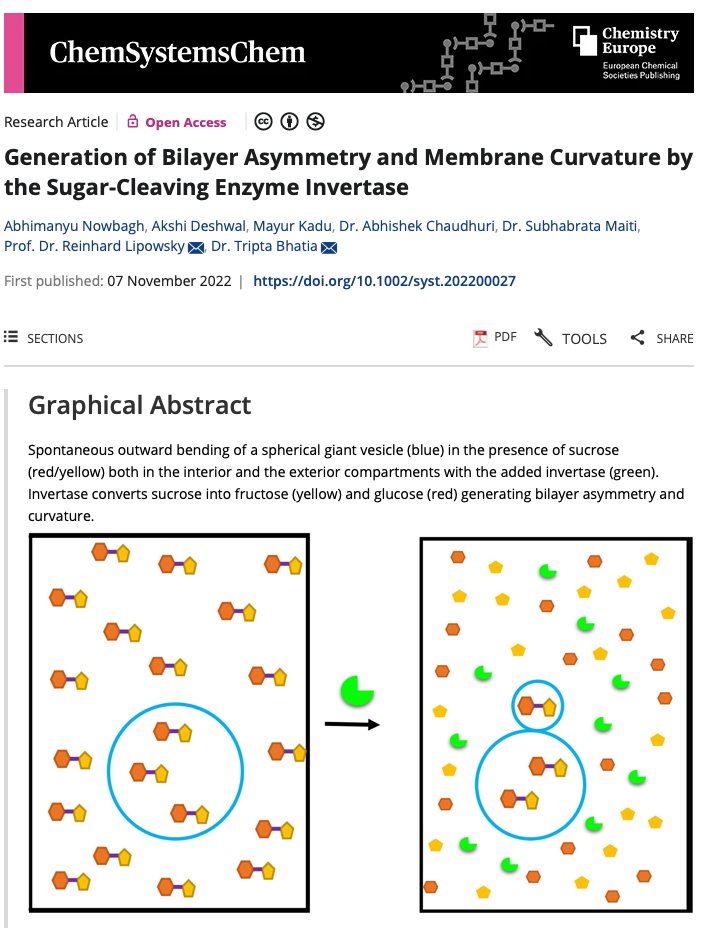 ChemSystemsChem
Chemistry
Europe
European Chemical
Societies Publishing
Research Article
Open Access
cc
Generation of Bilayer Asymmetry and Membrane Curvature by
the Sugar-Cleaving Enzyme Invertase
Abhimanyu Nowbagh, Akshi Deshwal, Mayur Kadu, Dr. Abhishek Chaudhuri, Dr. Subhabrata Maiti,
Prof. Dr. Reinhard Lipowsky, Dr. Tripta Bhatia
First published: 07 November 2022 | https://doi.org/10.1002/syst.202200027
SECTIONS
PDF
TOOLS
SHARE
Graphical Abstract
Spontaneous outward bending of a spherical giant vesicle (blue) in the presence of sucrose
(red/yellow) both in the interior and the exterior compartments with the added invertase (green).
Invertase converts sucrose into fructose (yellow) and glucose (red) generating bilayer asymmetry and
curvature.